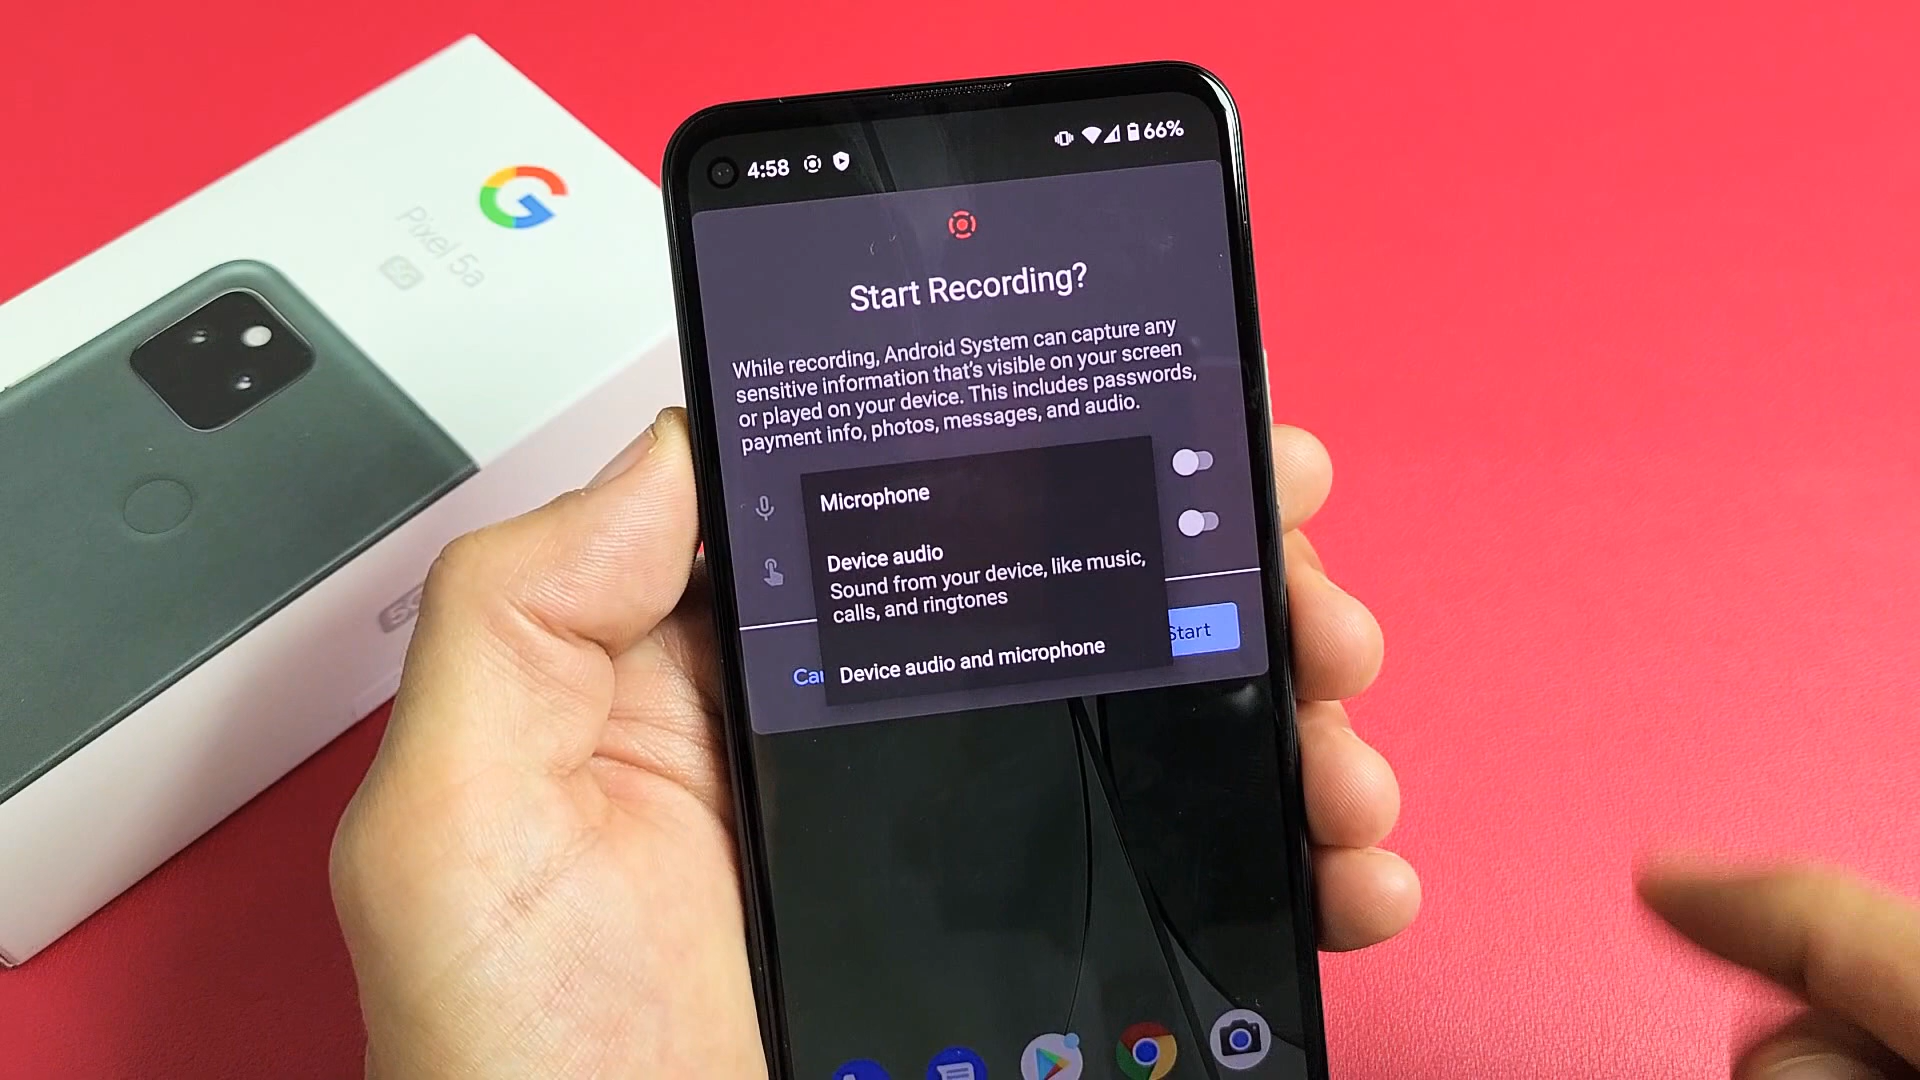 G
Pixel 5a
5G
4:58
66%
Start Recording?
While recording, Android System can capture any
sensitive information that's visible on your screen
or played on your device. This includes passwords,
payment info, photos, messages, and audio.
Microphone
Device audio
Sound from your device, like music,
calls, and ringtones
Start
Can
Device audio and microphone